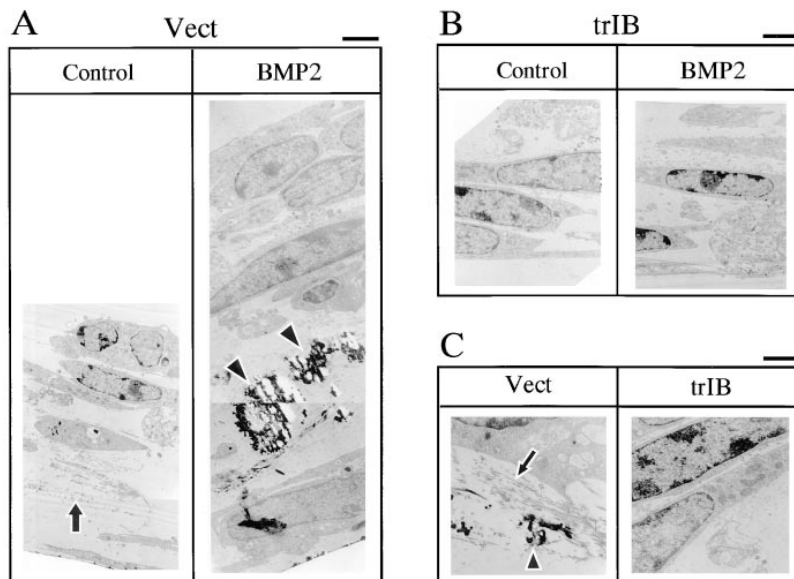 A
Vect
Control
BMP2
B
trIB
Control
BMP2
C
Vect
trIB